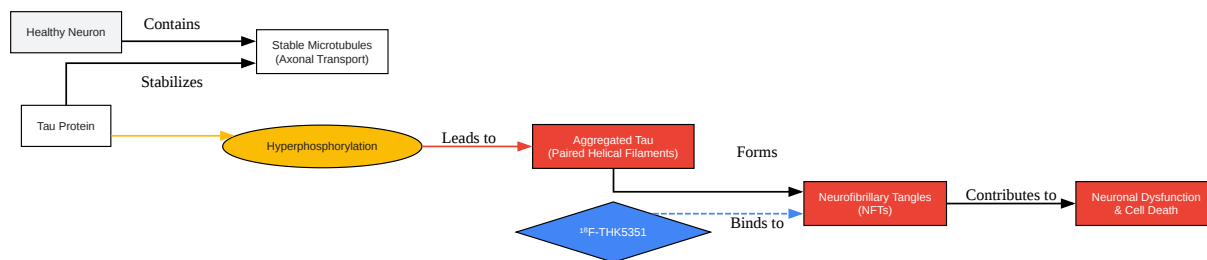 Healthy Neuron
Contains
Stable Microtubules
(Axonal Transport)
Stabilizes
Tau Protein
Hyperphosphorylation
Leads to
Aggregated Tau
(Paired Helical Filaments)
Forms
Neurofibrillary Tangles
(NFTs)
Contributes to
Neuronal Dysfunction
& Cell Death
¹⁸F-THK5351
Binds to